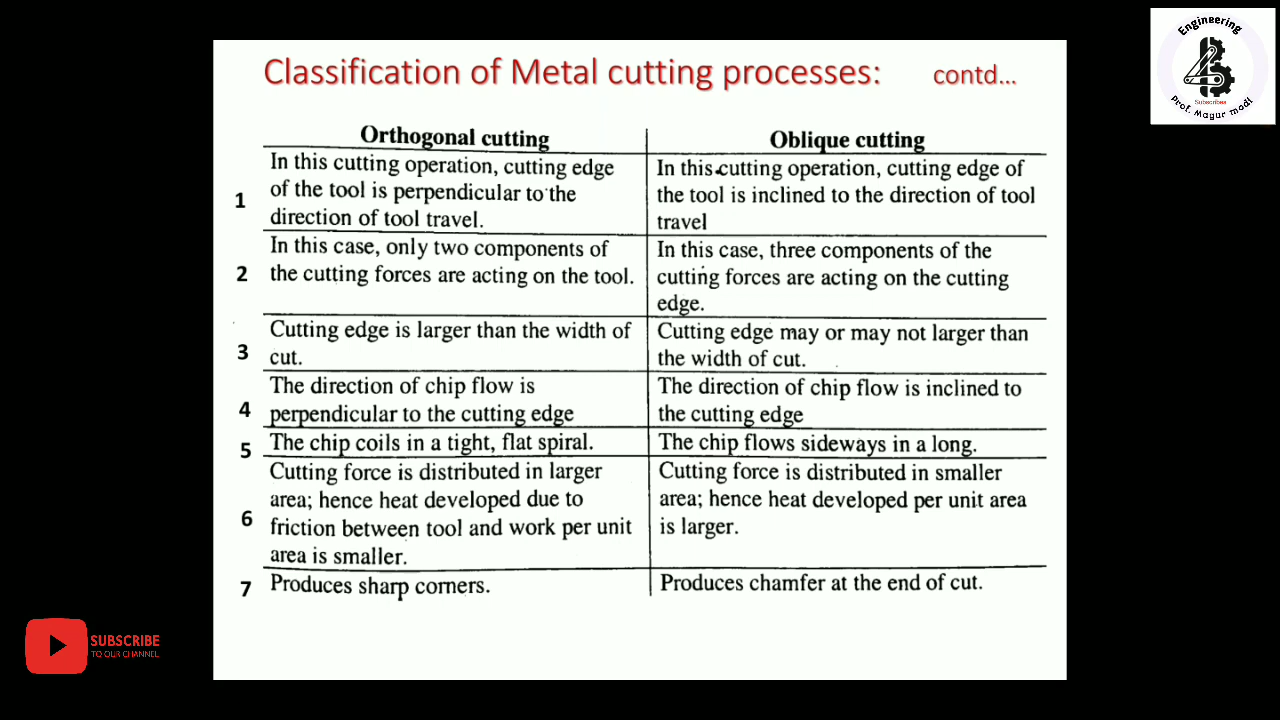 Classification of Metal cutting processes: contd...
Engineering
Subscribes
Prof. Mayur modi
Orthogonal cutting
Oblique cutting
1
In this cutting operation, cutting edge
of the tool is perpendicular to the
direction of tool travel.
In this cutting operation, cutting edge of
the tool is inclined to the direction of tool
travel
2
In this case, only two components of
the cutting forces are acting on the tool.
In this case, three components of the
cutting forces are acting on the cutting
edge.
3
Cutting edge is larger than the width of
cut.
Cutting edge may or may not larger than
the width of cut.
4
The direction of chip flow is
perpendicular to the cutting edge
The direction of chip flow is inclined to
the cutting edge
5
The chip coils in a tight, flat spiral.
The chip flows sideways in a long.
6
Cutting force is distributed in larger
area; hence heat developed due to
friction between tool and work per unit
area is smaller.
Cutting force is distributed in smaller
area; hence heat developed per unit area
is larger.
7
Produces sharp corners.
Produces chamfer at the end of cut.
SUBSCRIBE
TO OUR CHANNEL